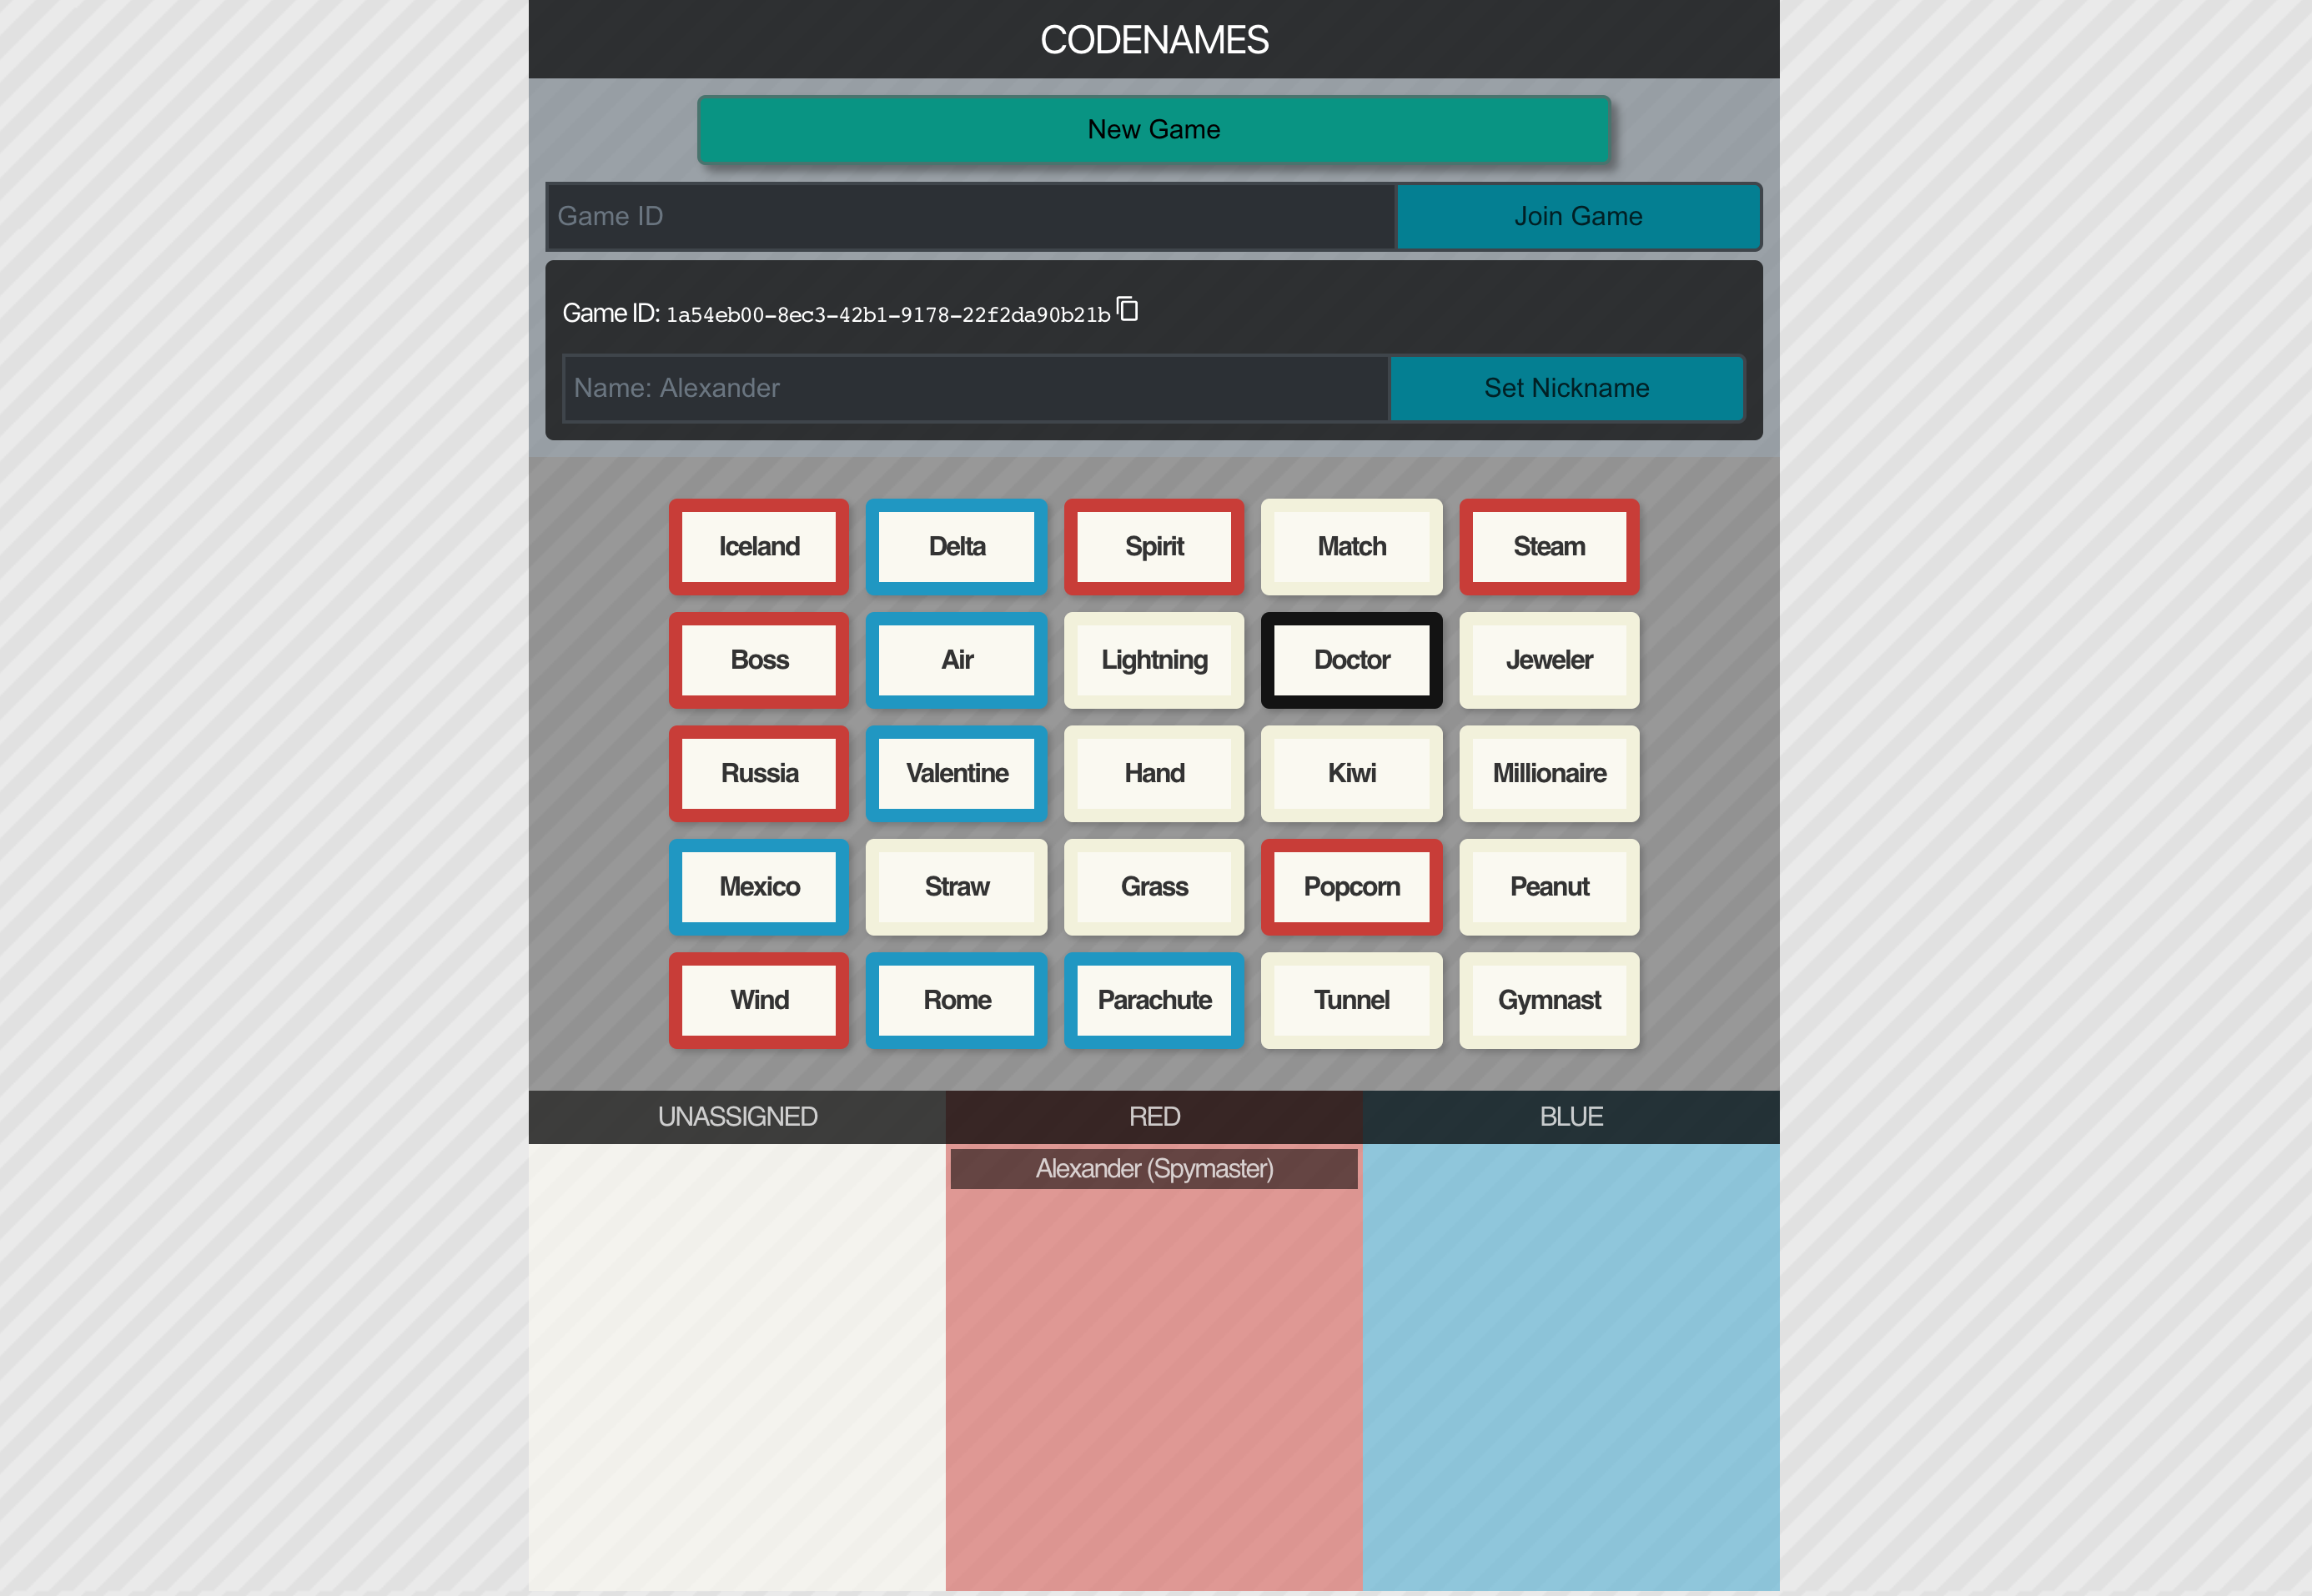 CODENAMES
New Game
Game ID
Join Game
Game ID: 1a54eb00-8ec3-42b1-9178-22f2da90b21b
Name: Alexander
Set Nickname
Iceland
Delta
Spirit
Match
Steam
Boss
Air
Lightning
Doctor
Jeweler
Russia
Valentine
Hand
Kiwi
Millionaire
Mexico
Straw
Grass
Popcorn
Peanut
Wind
Rome
Parachute
Tunnel
Gymnast
UNASSIGNED
RED
BLUE
Alexander (Spymaster)